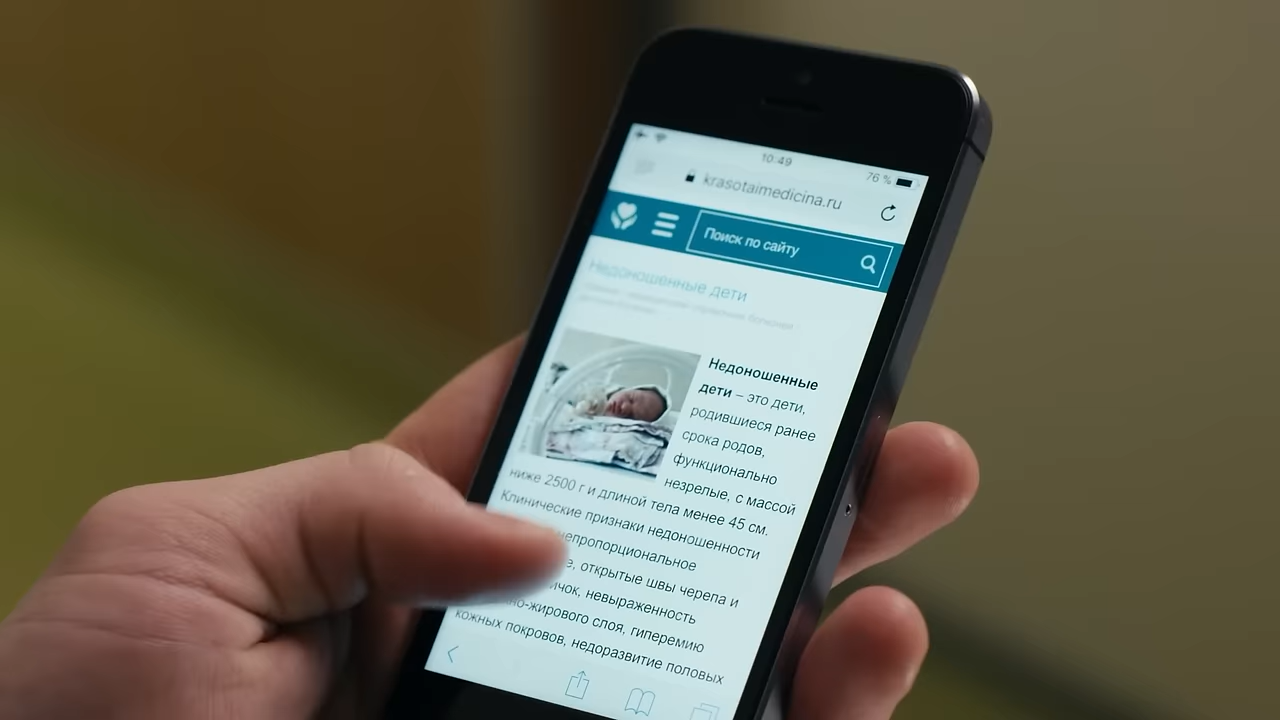 10:49
76 %
krasotaimedicina.ru
Поиск по сайту
Недоношенные дети
Недоношенные
дети – это дети,
родившиеся ранее
срока родов,
функционально
незрелые, с массой
ниже 2500 г и длиной тела менее 45 см.
Клинические признаки недоношенности
непропорциональное
, открытые швы черепа и
, невыраженность
но-жирового слоя, гиперемию
кожных покровов, недоразвитие половых